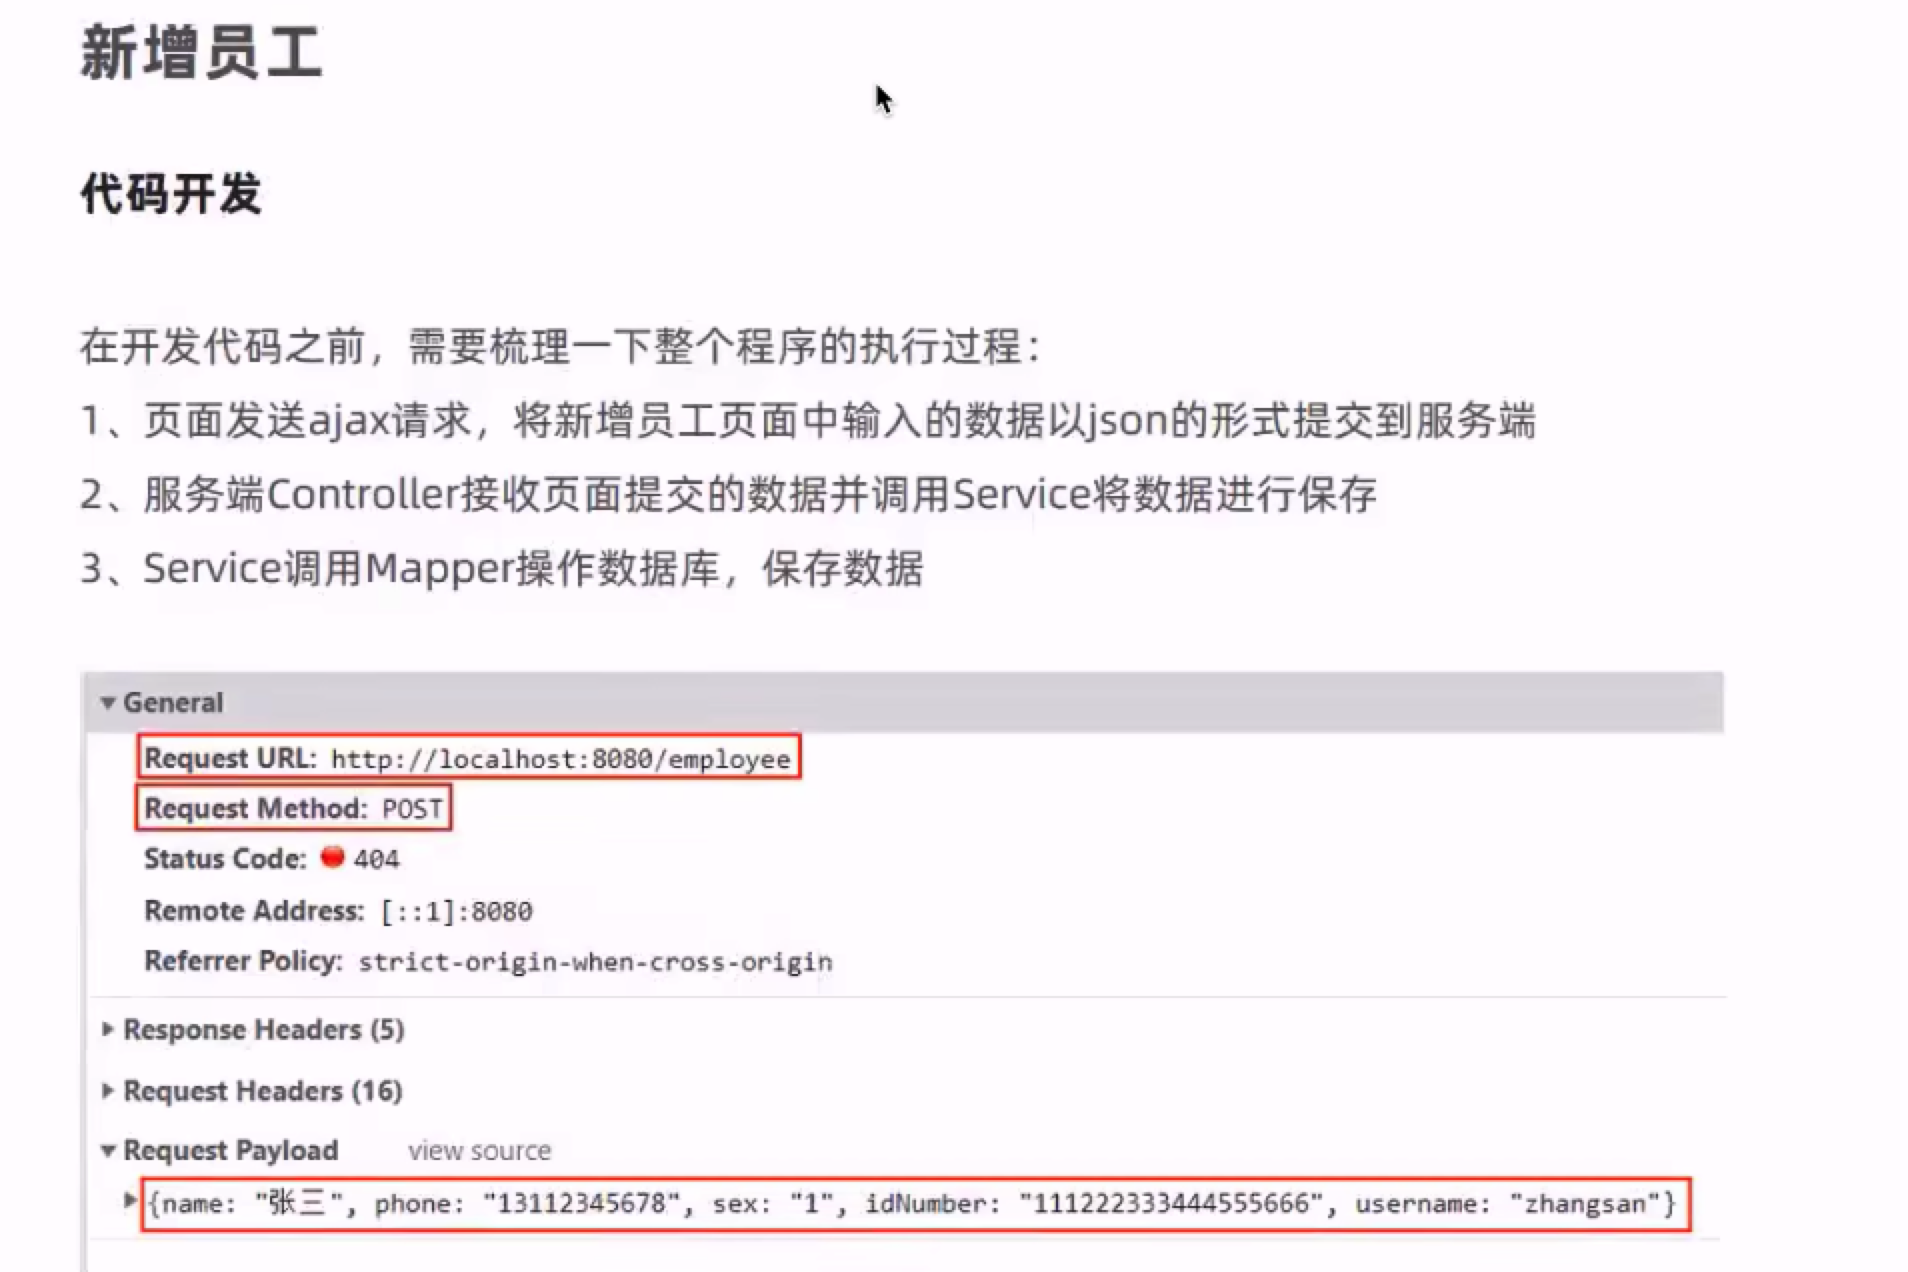 新增员工
代码开发
在开发代码之前，需要梳理一下整个程序的执行过程：
1、页面发送ajax请求，将新增员工页面中输入的数据以json的形式提交到服务端
2、服务端Controller接收页面提交的数据并调用Service将数据进行保存
3、Service调用Mapper操作数据库，保存数据
General
Request URL: http://localhost:8080/employee
Request Method: POST
Status Code: 404
Remote Address: [::1]:8080
Referrer Policy: strict-origin-when-cross-origin
Response Headers (5)
Request Headers (16)
Request Payload view source
{name: "张三", phone: "13112345678", sex: "1", idNumber: "111222333444555666", username: "zhangsan"}